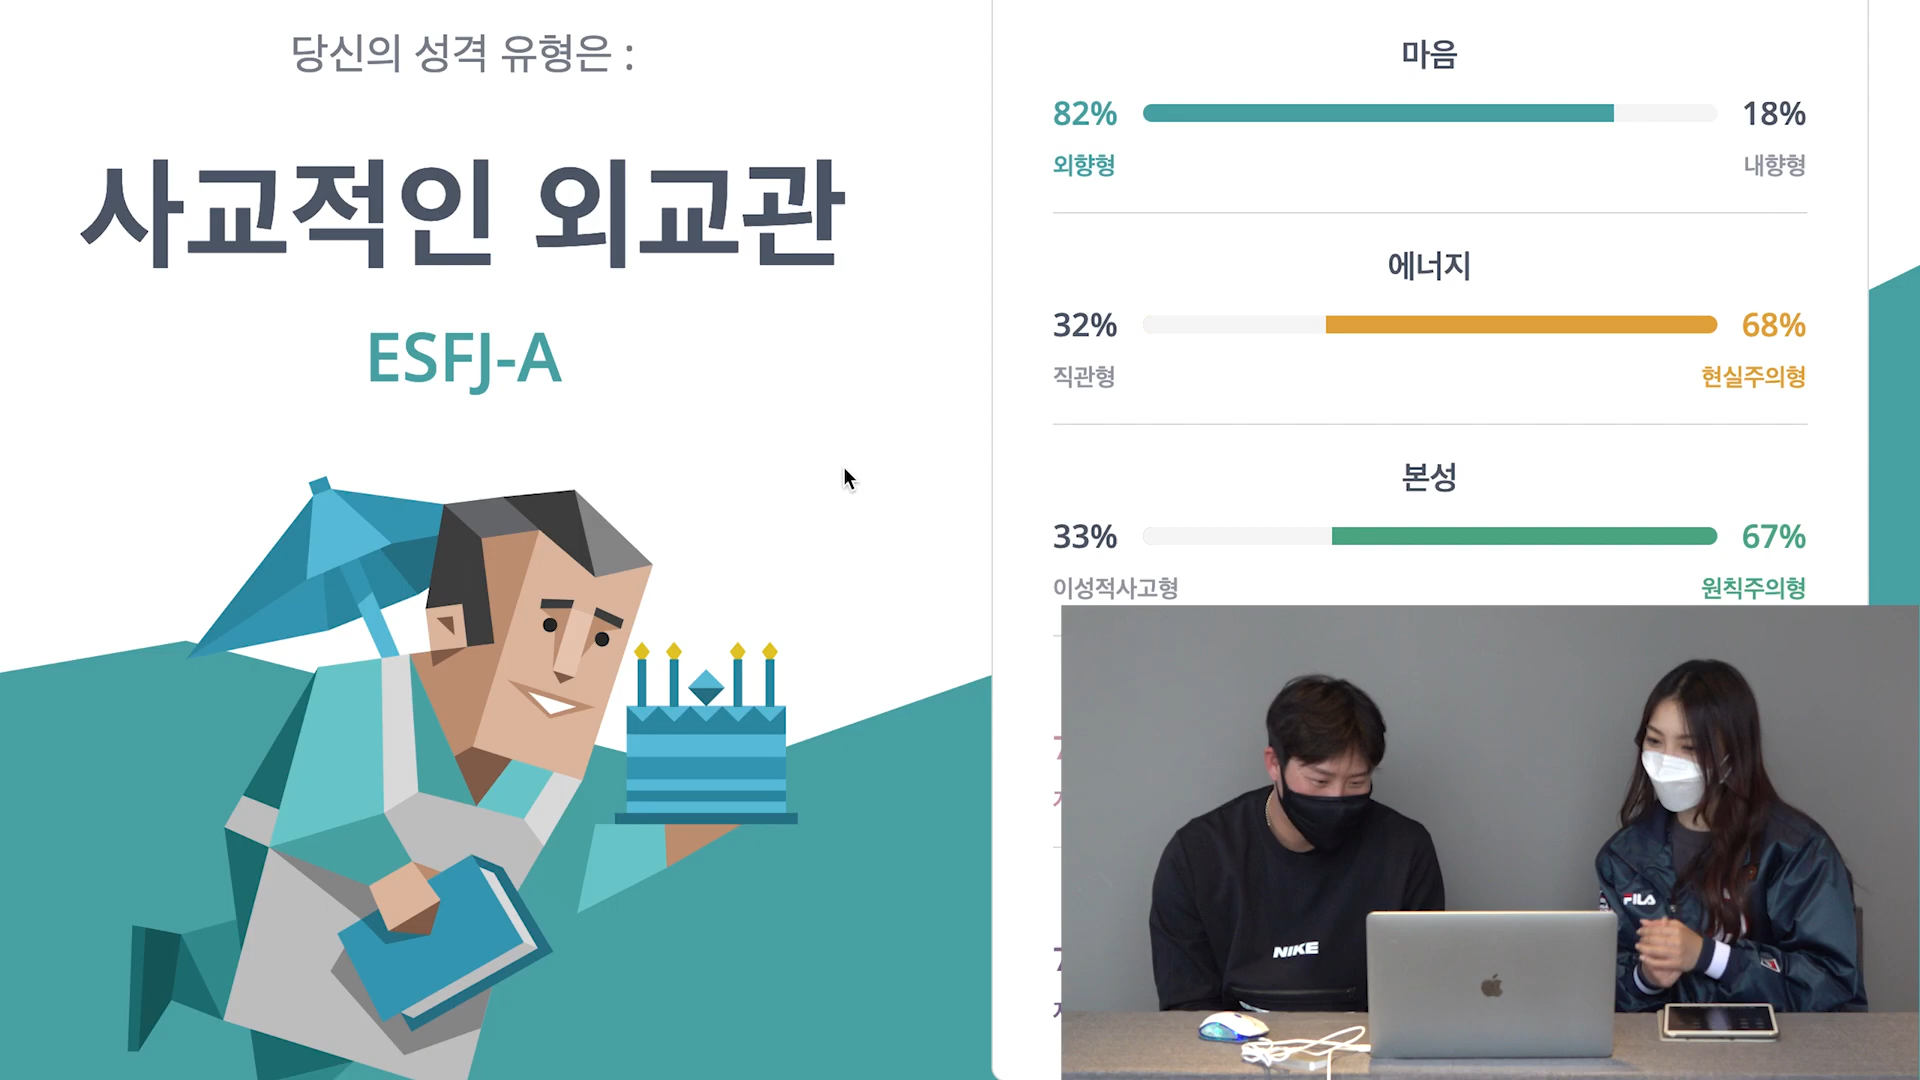 당신의 성격 유형은 :
사교적인 외교관
ESFJ-A
마음
82% 18%
외향형 내향형
에너지
32% 68%
직관형 현실주의형
본성
33% 67%
이성적사고형 원칙주의형
NIKE
FILA